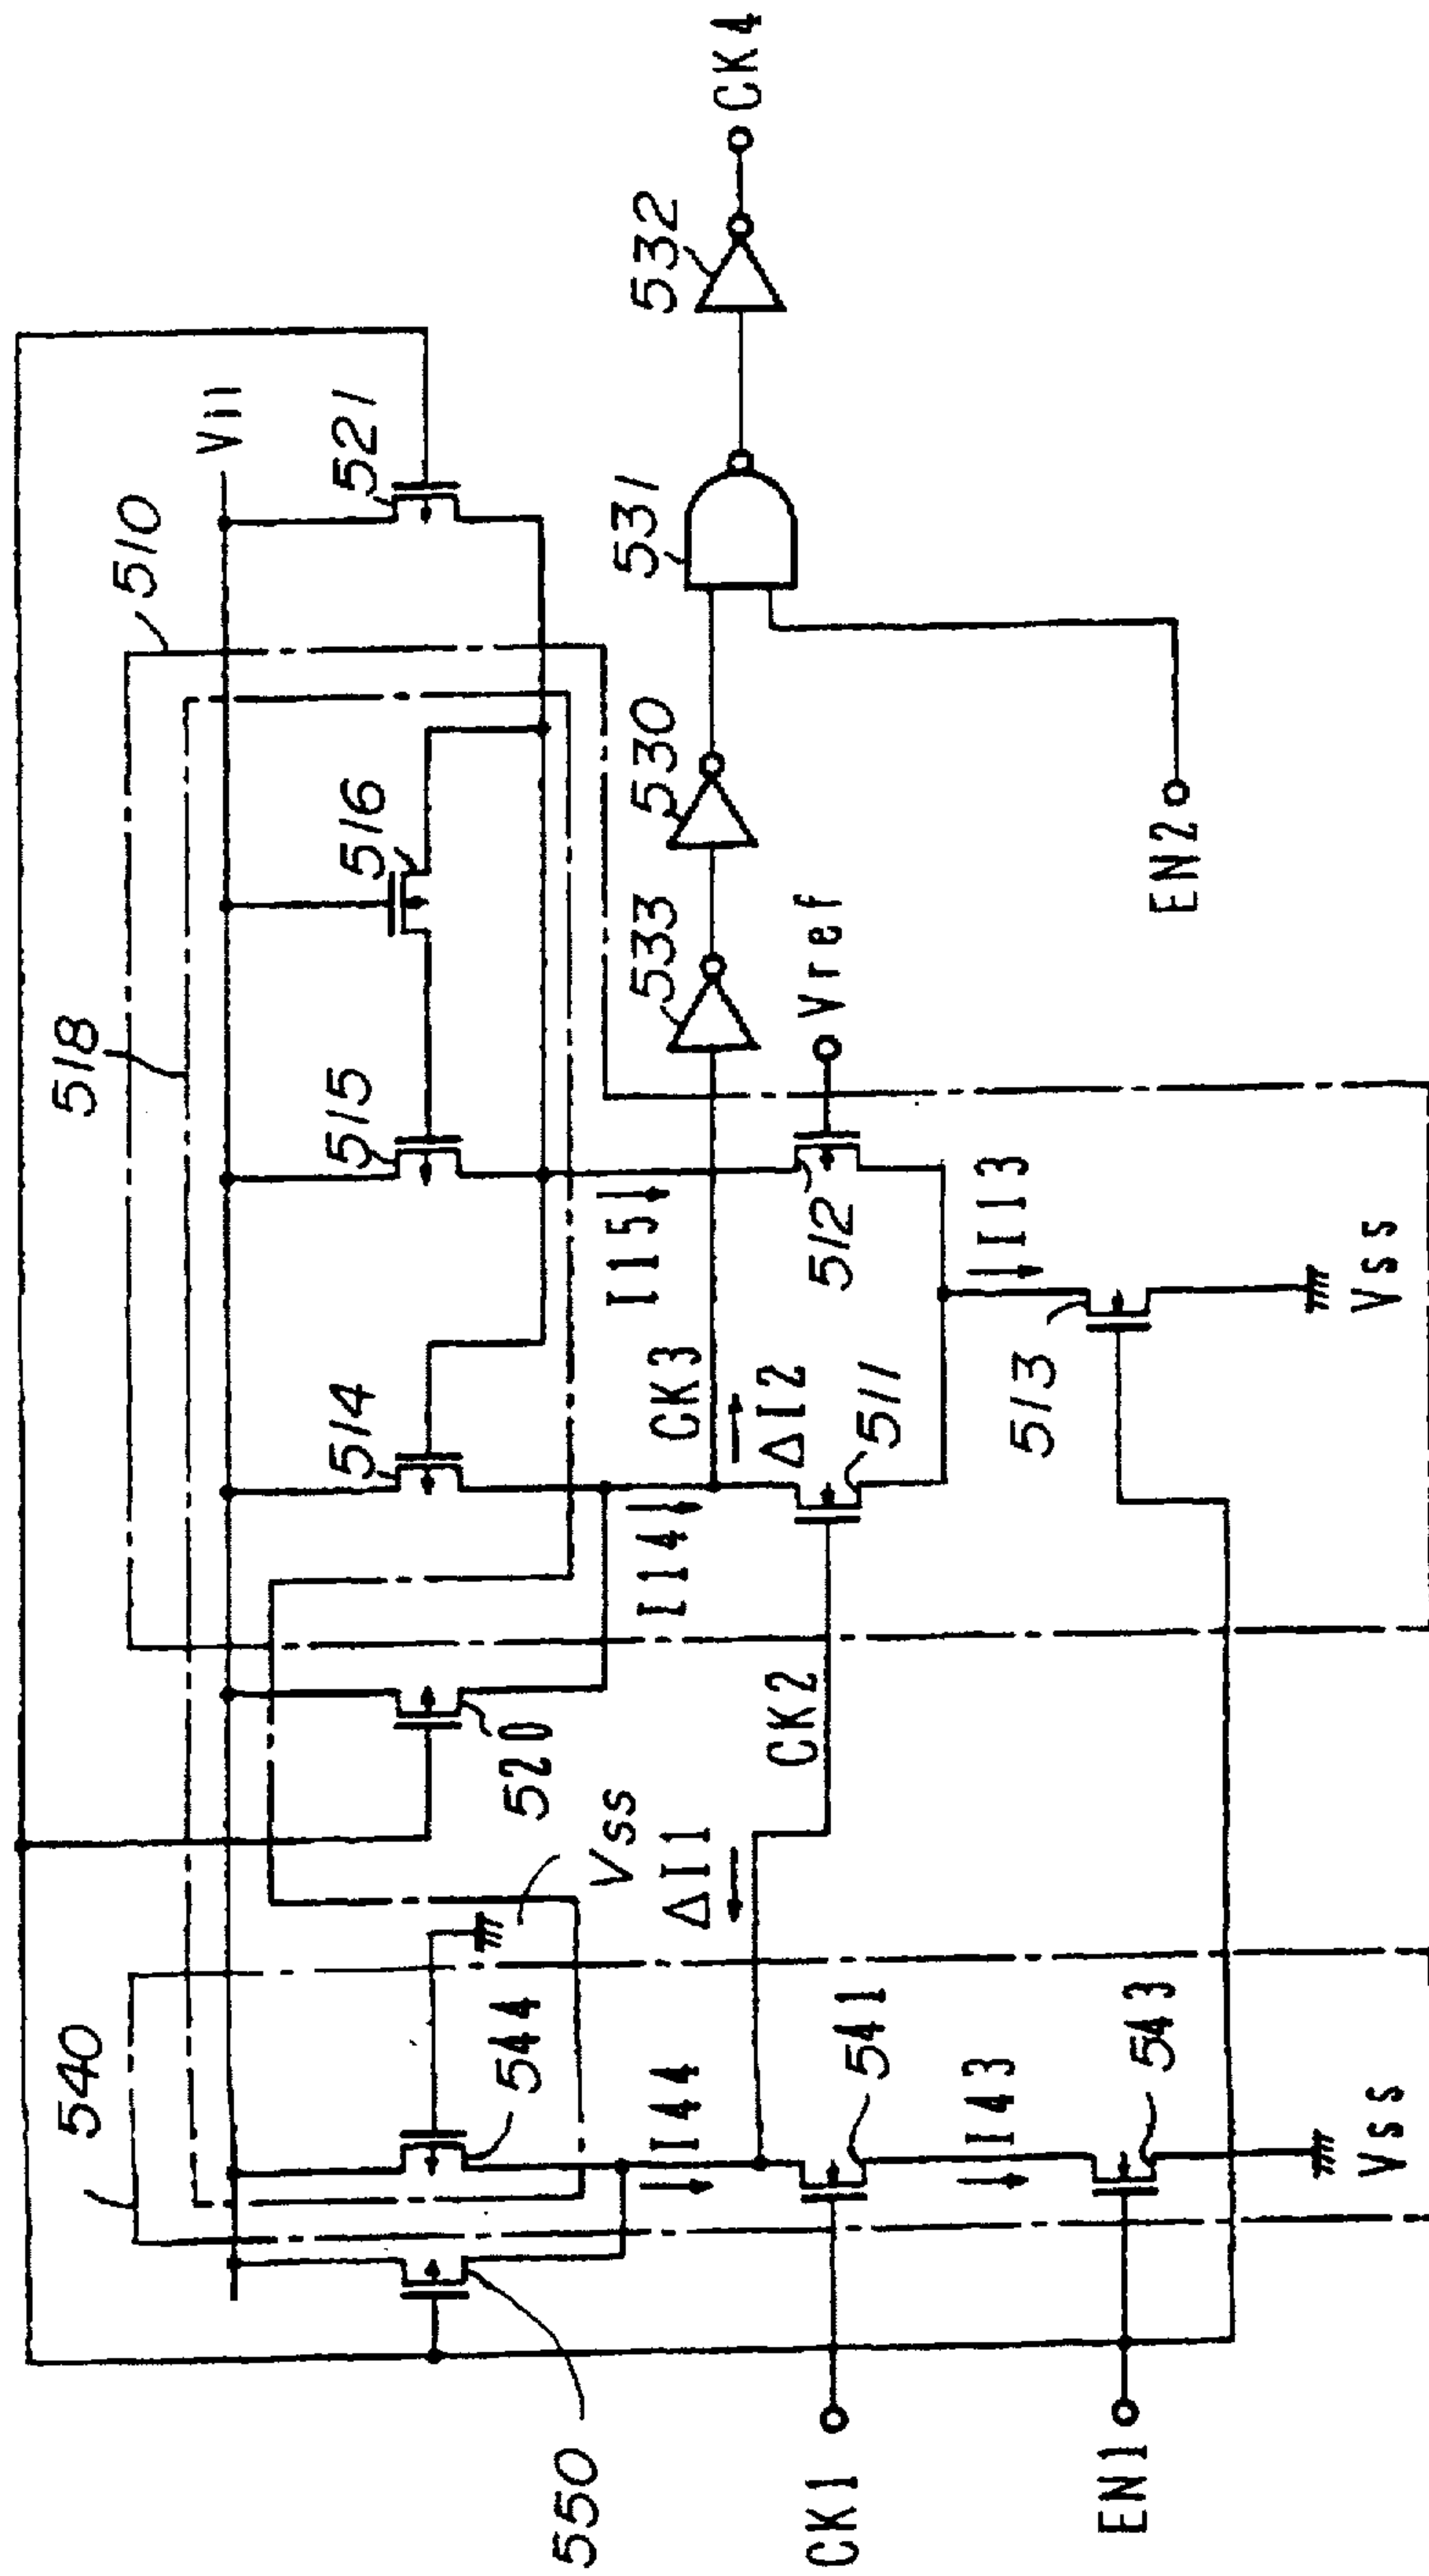 540
518
510
Vii
550
544
Vss
520
514
515
516
521
I44
ΔI1
I14
I15
CK3
ΔI2
533
530
531
532
CK4
CK1
541
CK2
511
512
Vref
I43
I13
EN1
543
513
EN2
Vss
Vss